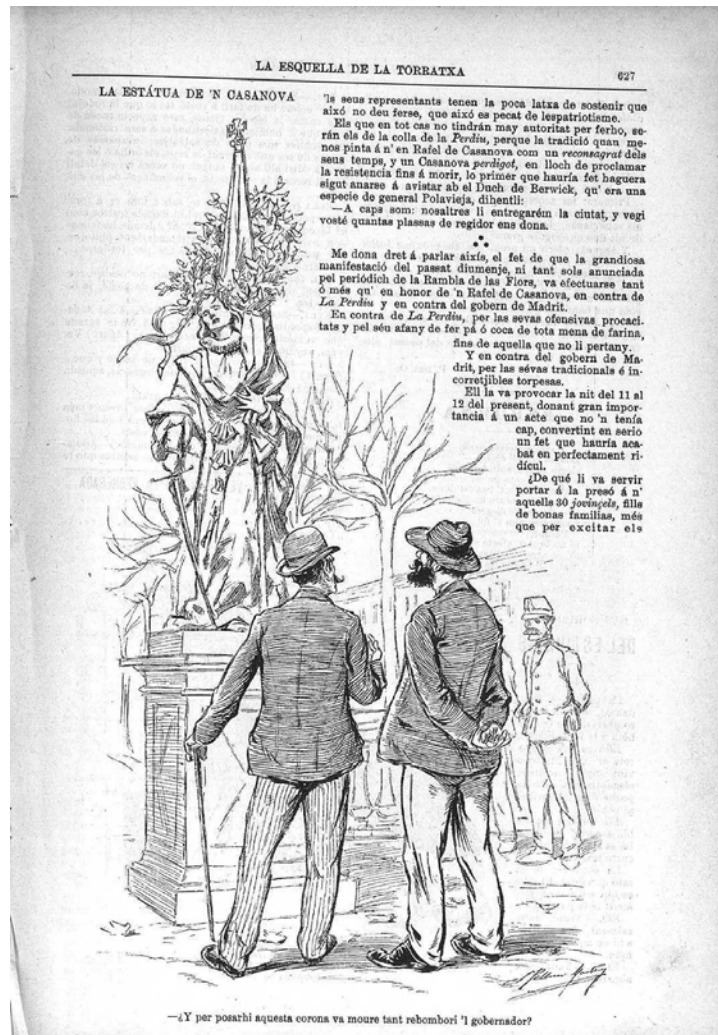 LA ESQUELLA DE LA TORRATXA
627
LA ESTÁTUA DE 'N CASANOVA
'ls seus representants tenen la poca latxa de sostenir que
aixó no deu ferse, que aixó es pecat de lespatriotisme.
Els que en tot cas no tindrán may autoritat per ferho, se-
rán els de la colla de la Perdiu, perque la tradició quan me-
nos pinta á n' en Rafel de Casanova com un reconsagrat dels
seus temps, y un Casanova perdigot, en lloch de proclamar
la resistencia fins á morir, lo primer que hauría fet haguera
sigut anarse á avistar ab el Duch de Berwick, qu' era una
especie de general Polavieja, dihentli:
—A caps som: nosaltres li entregarém la ciutat, y vegi
vosté quantas plassas de regidor ens dona.
Me dona dret á parlar aixís, el fet de que la grandiosa
manifestació del passat diumenje, ni tant sols anunciada
pel periódich de la Rambla de las Flors, va efectuarse tant
ó més qu' en honor de 'n Rafel de Casanova, en contra de
La Perdiu y en contra del gobern de Madrit.
En contra de La Perdiu, per las sevas ofensivas procaci-
tats y pel séu afany de fer pá ó coca de tota mena de farina,
fins de aquella que no li pertany.
Y en contra del gobern de Ma-
drit, per las sévas tradicionals é in-
corretjibles torpesas.
Ell la va provocar la nit del 11 al
12 del present, donant gran impor-
tancia á un acte que no 'n tenía
cap, convertint en serio
un fet que hauría aca-
bat en perfectament ri-
dícul.
¿De qué li va servir
portar á la presó á n'
aquells 30 jovinçels, fills
de bonas familias, més
que per excitar els
—¿Y per posarhi aquesta corona va moure tant rebombori 'l gobernador?